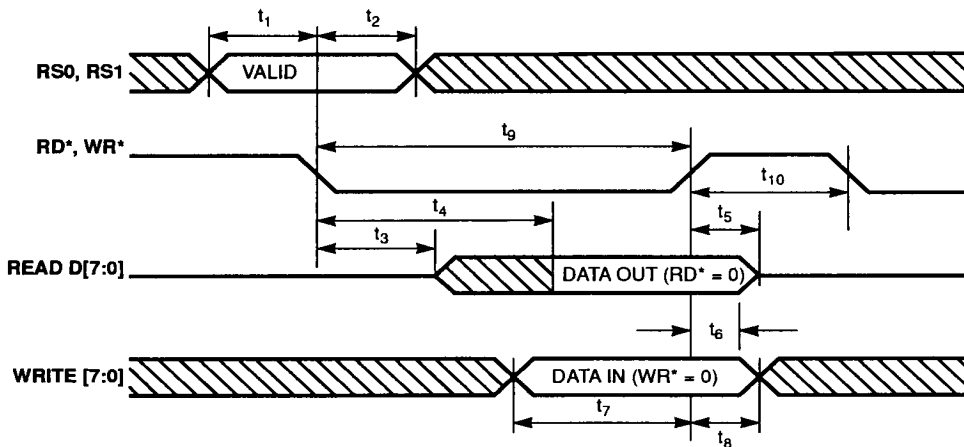 t1 t2
RS0, RS1 VALID
t9
RD*, WR*
t10
t4
t5
t3
READ D[7:0] DATA OUT (RD* = 0)
t6
WRITE [7:0] DATA IN (WR* = 0)
t7 t8